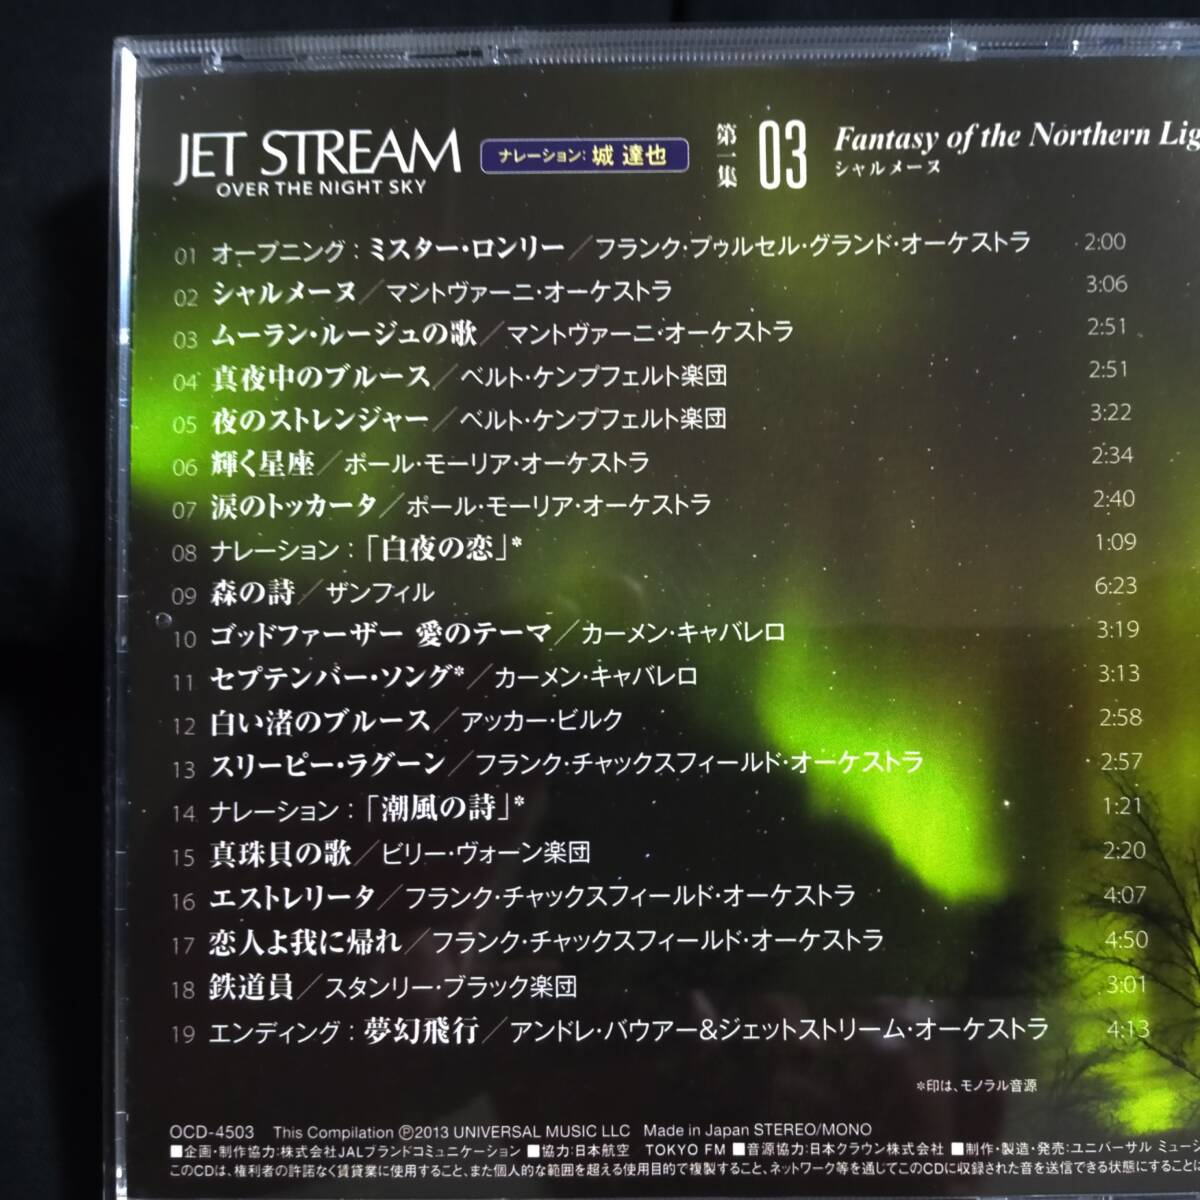 JET STREAM
OVER THE NIGHT SKY
ナレーション: 城 達也
第一集 03 Fantasy of the Northern Lig
シャルメーヌ
01 オープニング: ミスター・ロンリー/フランク・プゥルセル・グランド・オーケストラ 2:00
02 シャルメーヌ/マントヴァーニ・オーケストラ 3:06
03 ムーラン・ルージュの歌/マントヴァーニ・オーケストラ 2:51
04 真夜中のブルース/ベルト・ケンプフェルト楽団 2:51
05 夜のストレンジャー/ベルト・ケンプフェルト楽団 3:22
06 輝く星座/ポール・モーリア・オーケストラ 2:34
07 涙のトッカータ/ポール・モーリア・オーケストラ 2:40
08 ナレーション:「白夜の恋」* 1:09
09 森の詩/ザンフィル 6:23
10 ゴッドファーザー 愛のテーマ/カーメン・キャバレロ 3:19
11 セプテンバー・ソング*/カーメン・キャバレロ 3:13
12 白い渚のブルース/アッカー・ビルク 2:58
13 スリーピー・ラグーン/フランク・チャックスフィールド・オーケストラ 2:57
14 ナレーション:「潮風の詩」* 1:21
15 真珠貝の歌/ビリー・ヴォーン楽団 2:20
16 エストレリータ/フランク・チャックスフィールド・オーケストラ 4:07
17 恋人よ我に帰れ/フランク・チャックスフィールド・オーケストラ 4:50
18 鉄道員/スタンリー・ブラック楽団 3:01
19 エンディング: 夢幻飛行/アンドレ・バウアー&ジェットストリーム・オーケストラ 4:13
*印は、モノラル音源
OCD-4503 This Compilation ℗2013 UNIVERSAL MUSIC LLC Made in Japan STEREO/MONO
■企画・制作協力:株式会社JALブランドコミュニケーション ■協力:日本航空 TOKYO FM ■音源協力:日本クラウン株式会社 ■制作・製造・発売:ユニバーサル ミュー
このCDは、権利者の許諾なく賃貸業に使用すること、また個人的な範囲を超える使用目的で複製すること、ネットワーク等を通じてこのCDに収録された音を送信できる状態にすることに